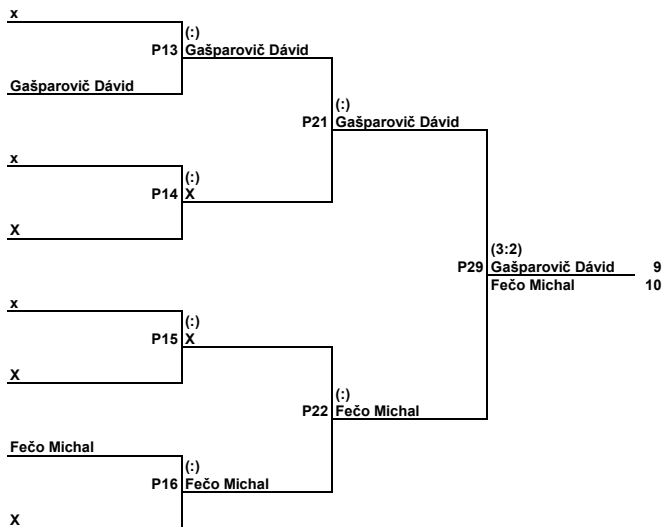 x
(:)
P13 Gašparovič Dávid
Gašparovič Dávid
(:)
P21 Gašparovič Dávid
x
(:)
P14 X
X
(3:2)
P29 Gašparovič Dávid 9
Fečo Michal 10
x
(:)
P15 X
X
(:)
P22 Fečo Michal
Fečo Michal
(:)
P16 Fečo Michal
X